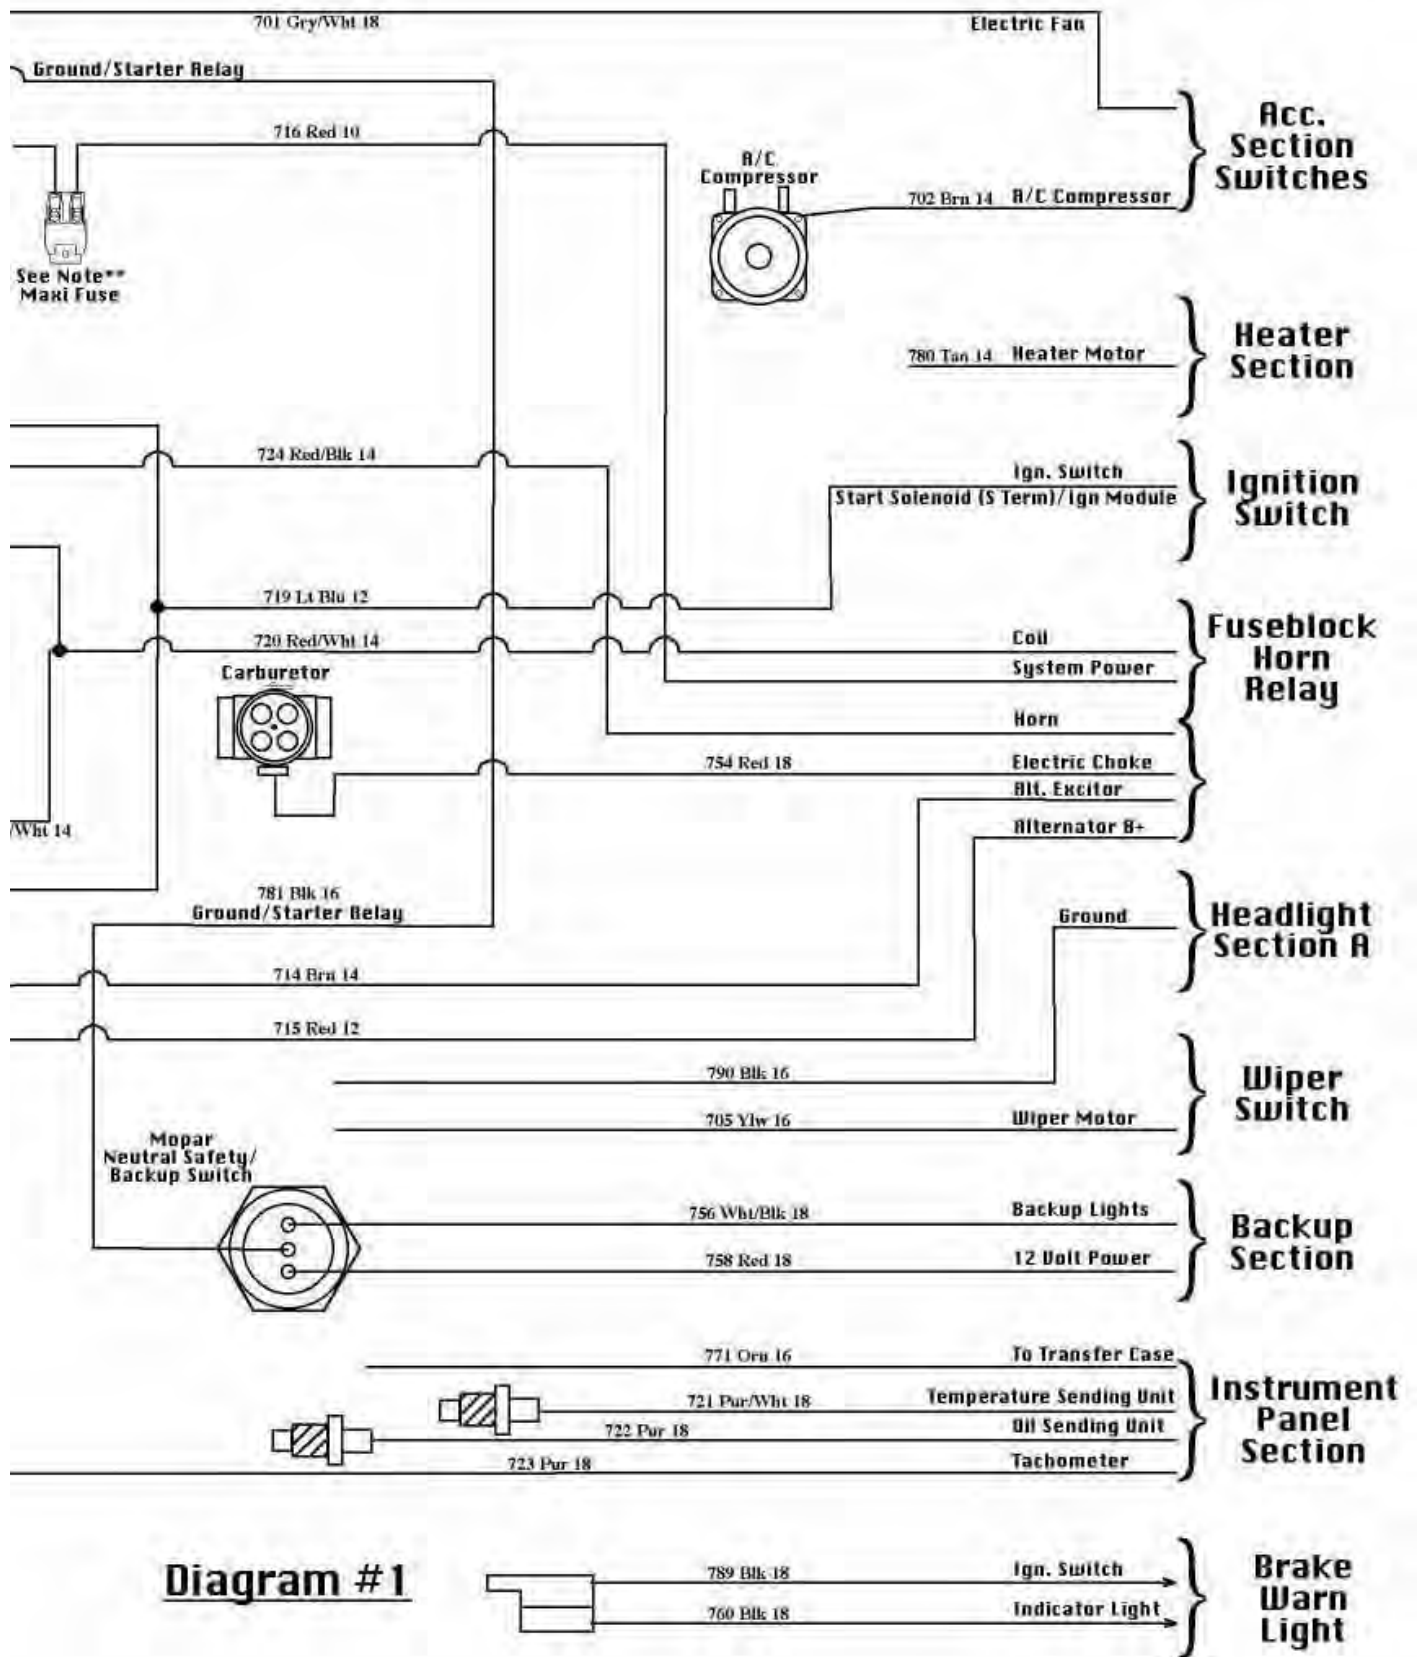 701 Gry/Wht 18
Electric Fan
Ground/Starter Relay
716 Red 10
Acc.
Section
Switches
A/C
Compressor
702 Brn 14 A/C Compressor
See Note**
Maxi Fuse
780 Tan 14 Heater Motor
Heater
Section
724 Red/Blk 14
Ign. Switch
Start Solenoid (S Term)/Ign Module
Ignition
Switch
719 Lt Blu 12
720 Red/Wht 14
Coil
System Power
Fuseblock
Horn
Relay
Carburetor
Horn
754 Red 18
Electric Choke
Alt. Excitor
Alternator B+
/Wht 14
781 Blk 16
Ground/Starter Relay
Ground
Headlight
Section A
714 Brn 14
715 Red 12
790 Blk 16
705 Ylw 16
Wiper Motor
Wiper
Switch
Mopar
Neutral Safety/
Backup Switch
756 Wht/Blk 18
Backup Lights
758 Red 18
12 Volt Power
Backup
Section
771 Orn 16
To Transfer Case
721 Pur/Wht 18
Temperature Sending Unit
722 Pur 18
Oil Sending Unit
723 Pur 18
Tachometer
Instrument
Panel
Section
Diagram #1
789 Blk 18
Ign. Switch
760 Blk 18
Indicator Light
Brake
Warn
Light